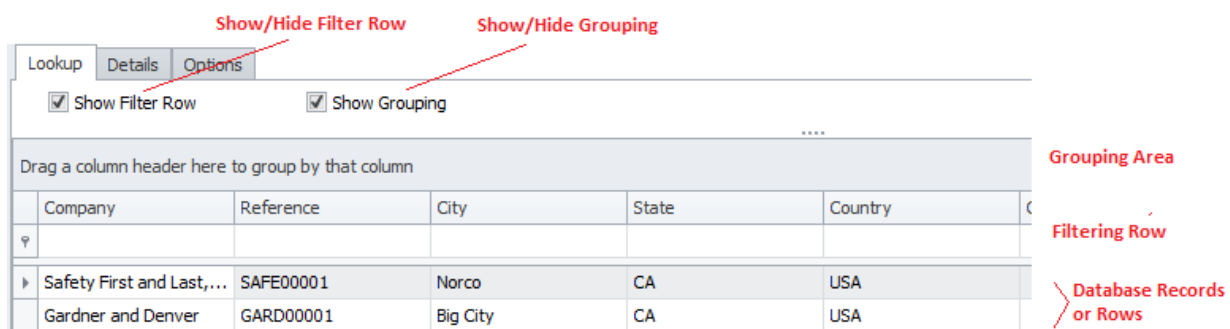 Show/Hide Filter Row Show/Hide Grouping
Lookup Details Options
Show Filter Row Show Grouping
Drag a column header here to group by that column Grouping Area
Company Reference City State Country
Filtering Row
Safety First and Last,... SAFE00001 Norco CA USA
Database Records
or Rows
Gardner and Denver GARD00001 Big City CA USA